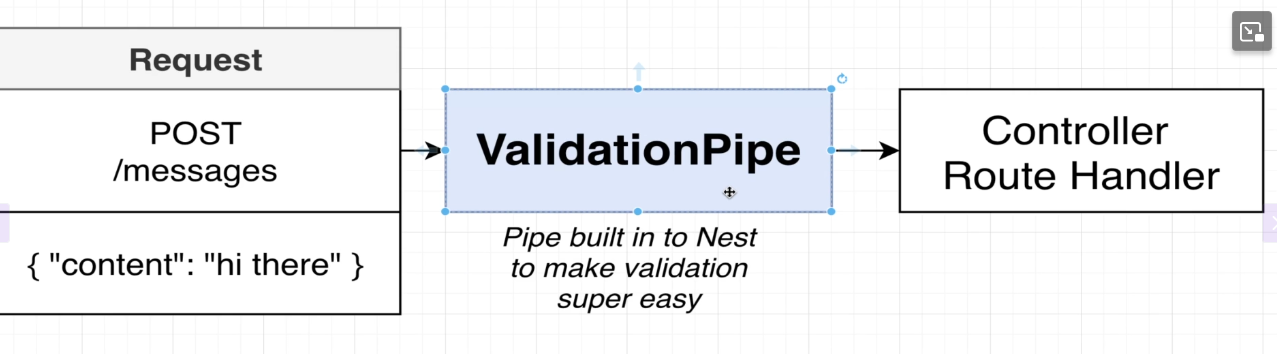 Request
POST
/messages
{ "content": "hi there" }
ValidationPipe
Pipe built in to Nest
to make validation
super easy
Controller
Route Handler